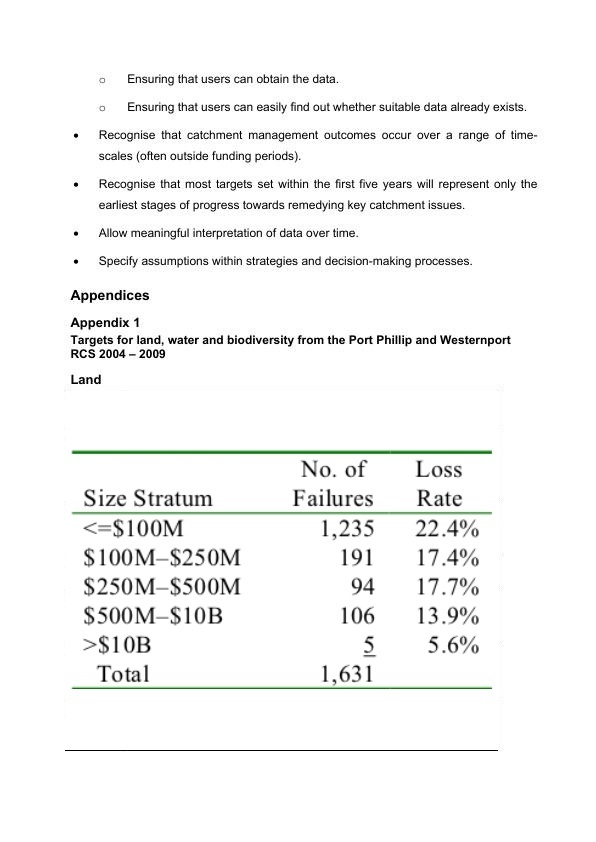 o Ensuring that users can obtain the data.
o Ensuring that users can easily find out whether suitable data already exists.
• Recognise that catchment management outcomes occur over a range of time-
scales (often outside funding periods).
• Recognise that most targets set within the first five years will represent only the
earliest stages of progress towards remedying key catchment issues.
• Allow meaningful interpretation of data over time.
• Specify assumptions within strategies and decision-making processes.
Appendices
Appendix 1
Targets for land, water and biodiversity from the Port Phillip and Westernport
RCS 2004 – 2009
Land
No. of Loss
Size Stratum Failures Rate
<=$100M 1,235 22.4%
$100M–$250M 191 17.4%
$250M–$500M 94 17.7%
$500M–$10B 106 13.9%
>$10B 5 5.6%
Total 1,631